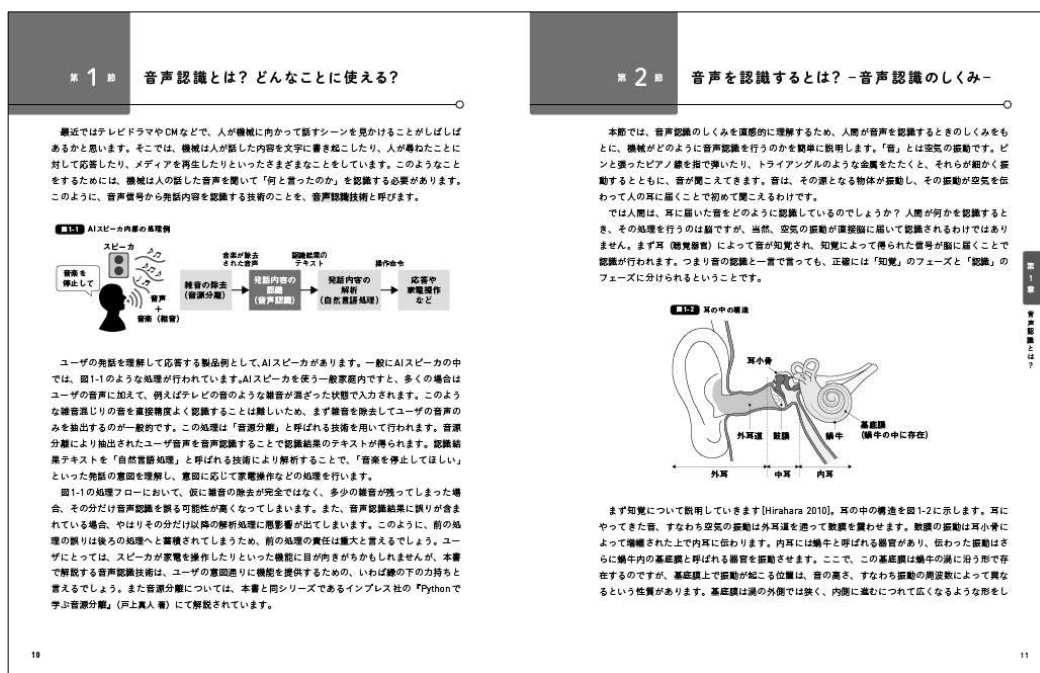 第1節 音声認識とは? どんなことに使える?
最近ではテレビドラマやCMなどで、人が機械に向かって話すシーンを見かけることがしばしば
あるかと思います。そこでは、機械は人が話した内容を文字に書き起こしたり、人が尋ねたことに
対して応答したり、メディアを再生したりといったさまざまなことをしています。このようなこと
をするためには、機械は人の話した音声を聞いて「何と言ったのか」を認識する必要があります。
このように、音声信号から発話内容を認識する技術のことを、音声認識技術と呼びます。
図1-1 AIスピーカ内部の処理例
スピーカ
音楽を
停止して
音声
+
音楽(雑音)
雑音の除去
(音源分離)
音楽が除去
された音声
発話内容の
認識
(音声認識)
認識結果の
テキスト
発話内容の
解析
(自然言語処理)
操作命令
応答や
家電操作
など
ユーザの発話を理解して応答する製品例として、AIスピーカがあります。一般にAIスピーカの中
では、図1-1のような処理が行われています。AIスピーカを使う一般家庭内ですと、多くの場合は
ユーザの音声に加えて、例えばテレビの音のような雑音が混ざった状態で入力されます。このよう
な雑音混じりの音を直接精度よく認識することは難しいため、まず雑音を除去してユーザの音声の
みを抽出するのが一般的です。この処理は「音源分離」と呼ばれる技術を用いて行われます。音源
分離により抽出されたユーザ音声を音声認識することで認識結果のテキストが得られます。認識結
果テキストを「自然言語処理」と呼ばれる技術により解析することで、「音楽を停止してほしい」
といった発話の意図を理解し、意図に応じて家電操作などの処理を行います。
図1-1の処理フローにおいて、仮に雑音の除去が完全ではなく、多少の雑音が残ってしまった場
合、その分だけ音声認識を誤る可能性が高くなってしまいます。また、音声認識結果に誤りが含ま
れている場合、やはりその分だけ以降の解析処理に悪影響が出てしまいます。このように、前の処
理の誤りは後ろの処理へと蓄積されてしまうため、前の処理の責任は重大と言えるでしょう。ユー
ザにとっては、スピーカが家電を操作したりといった機能に目が向きがちかもしれませんが、本書
で解説する音声認識技術は、ユーザの意図通りに機能を提供するための、いわば縁の下の力持ちと
言えるでしょう。また音源分離については、本書と同シリーズであるインプレス社の『Pythonで
学ぶ音源分離』(戸上真人 著)にて解説されています。
10
第2節 音声を認識するとは? −音声認識のしくみ−
本節では、音声認識のしくみを直感的に理解するため、人間が音声を認識するときのしくみをも
とに、機械がどのように音声認識を行うのかを簡単に説明します。「音」とは空気の振動です。ピ
ンと張ったピアノ線を指で弾いたり、トライアングルのような金属をたたくと、それらが細かく振
動するとともに、音が聞こえてきます。音は、その源となる物体が振動し、その振動が空気を伝
わって人の耳に届くことで初めて聞こえるわけです。
では人間は、耳に届いた音をどのように認識しているのでしょうか? 人間が何かを認識すると
き、その処理を行うのは脳ですが、当然、空気の振動が直接脳に届いて認識されるわけではあり
ません。まず耳(聴覚器官)によって音が知覚され、知覚によって得られた信号が脳に届くことで
認識が行われます。つまり音の認識と一言で言っても、正確には「知覚」のフェーズと「認識」の
フェーズに分けられるということです。
図1-2 耳の中の構造
耳小骨
外耳道
鼓膜
蝸牛
基底膜
(蝸牛の中に存在)
外耳
中耳
内耳
まず知覚について説明していきます[Hirahara 2010]。耳の中の構造を図1-2に示します。耳に
やってきた音、すなわち空気の振動は外耳道を通って鼓膜を震わせます。鼓膜の振動は耳小骨に
よって増幅された上で内耳に伝わります。内耳には蝸牛と呼ばれる器官があり、伝わった振動はさ
らに蝸牛内の基底膜と呼ばれる器官を振動させます。ここで、この基底膜は蝸牛の渦に沿う形で存
在するのですが、基底膜上で振動が起こる位置は、音の高さ、すなわち振動の周波数によって異な
るという性質があります。基底膜は渦の外側では狭く、内側に進むにつれて広くなるような形をし
第1章
音声認識とは?
11